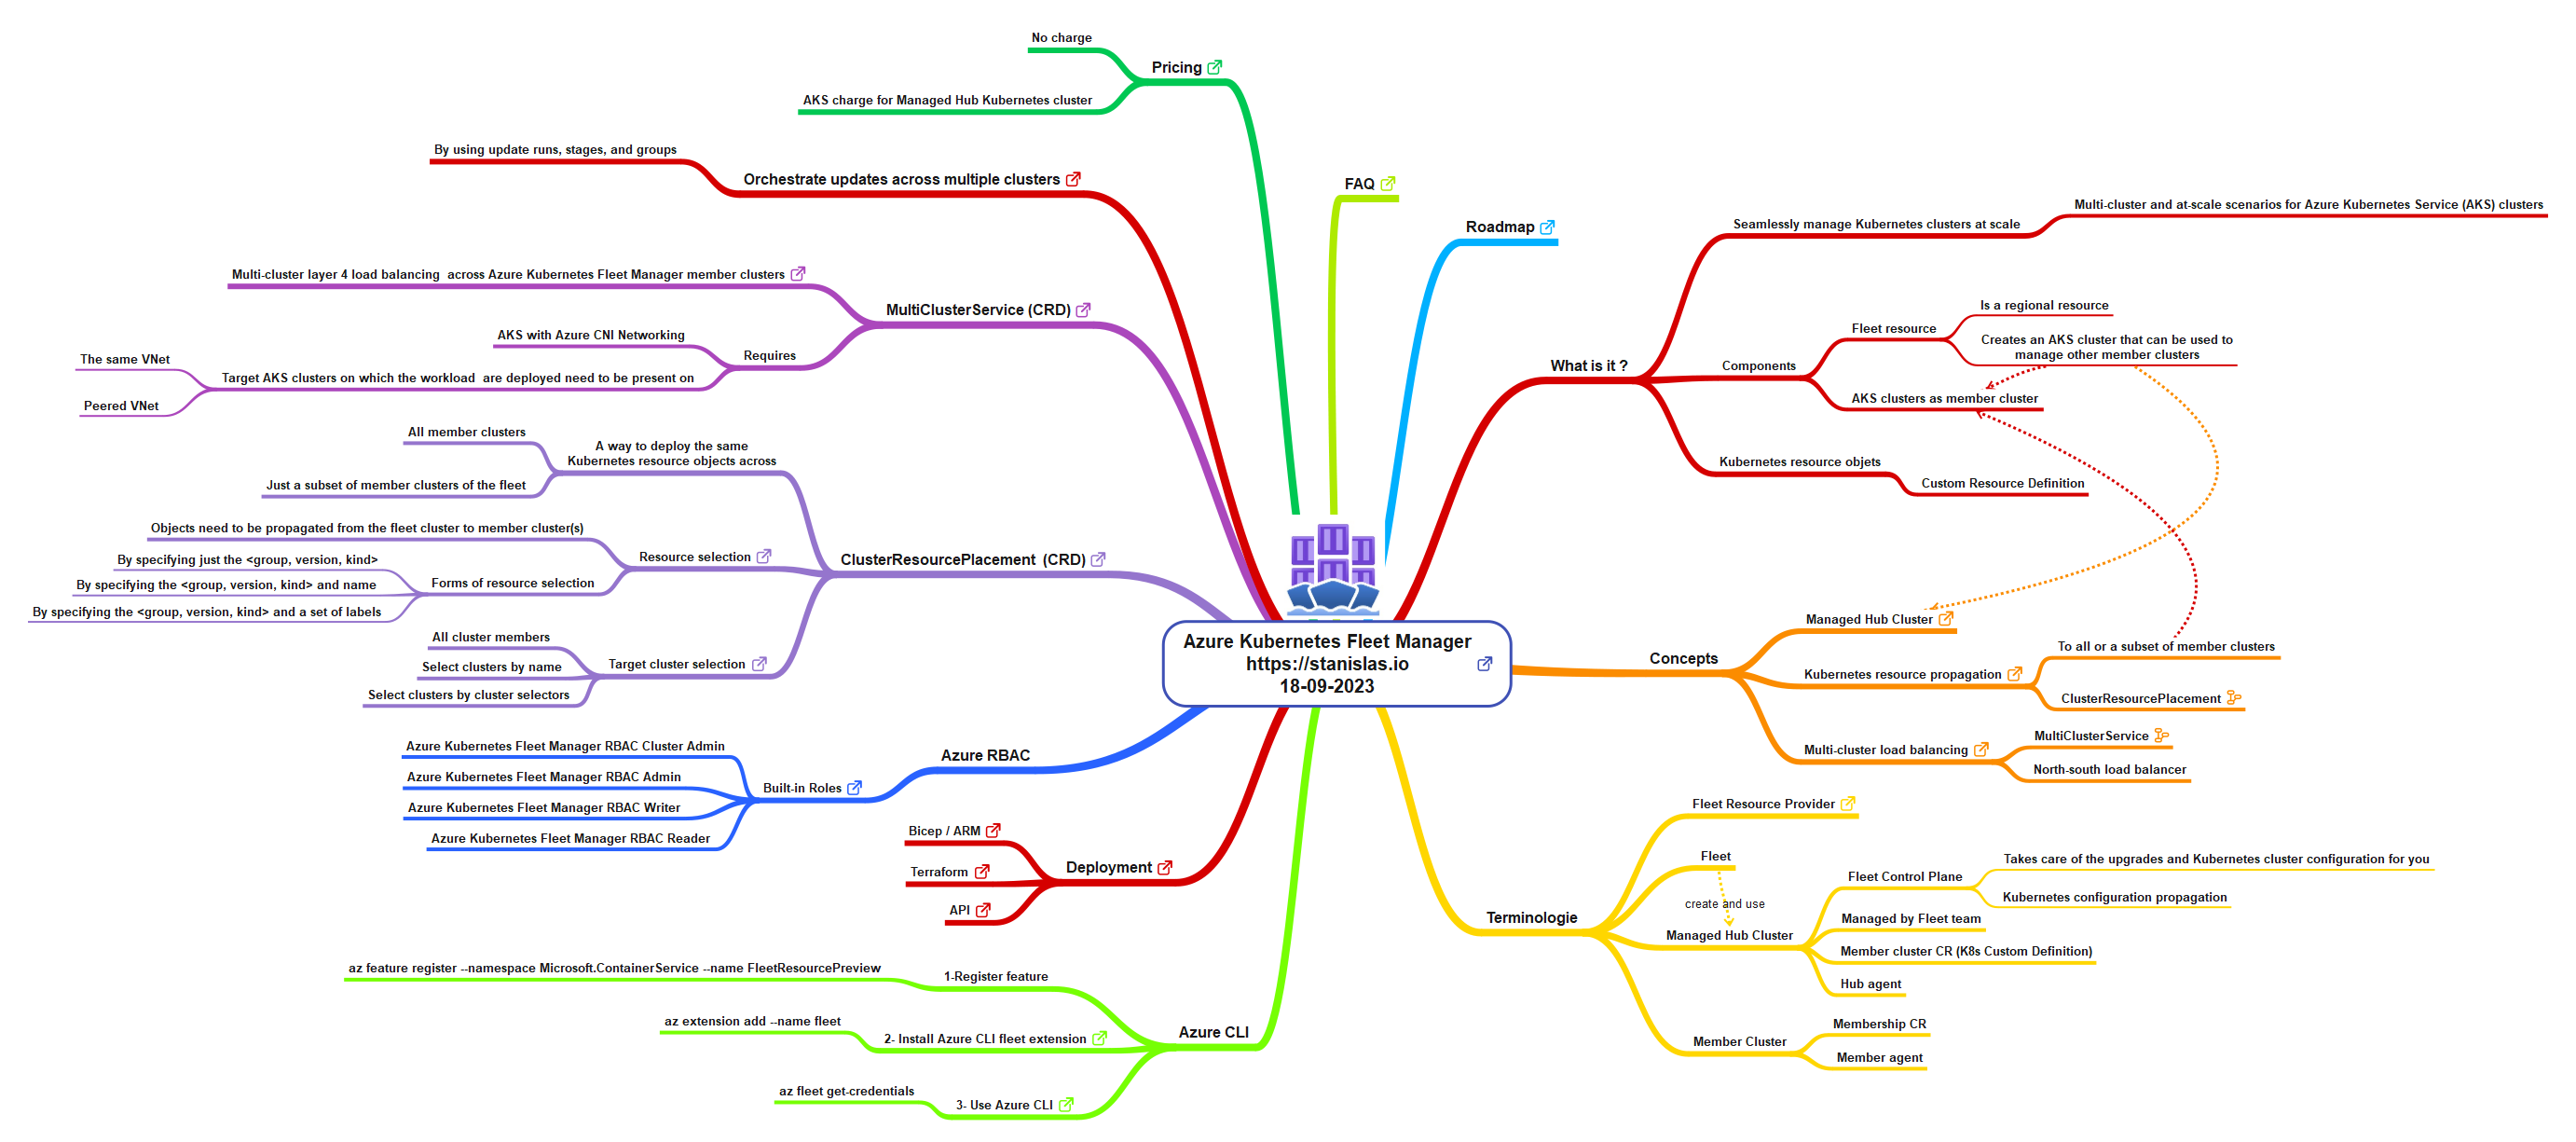 Azure Kubernetes Fleet Manager
https://stanislas.io
18-09-2023
Pricing
No charge
AKS charge for Managed Hub Kubernetes cluster
Orchestrate updates across multiple clusters
By using update runs, stages, and groups
MultiClusterService (CRD)
Multi-cluster layer 4 load balancing  across Azure Kubernetes Fleet Manager member clusters
Requires
AKS with Azure CNI Networking
Target AKS clusters on which the workload  are deployed need to be present on
The same VNet
Peered VNet
ClusterResourcePlacement  (CRD)
A way to deploy the same
Kubernetes resource objects across
All member clusters
Just a subset of member clusters of the fleet
Resource selection
Objects need to be propagated from the fleet cluster to member cluster(s)
Forms of resource selection
By specifying just the <group, version, kind>
By specifying the <group, version, kind> and name
By specifying the <group, version, kind> and a set of labels
Target cluster selection
All cluster members
Select clusters by name
Select clusters by cluster selectors
Azure RBAC
Built-in Roles
Azure Kubernetes Fleet Manager RBAC Cluster Admin
Azure Kubernetes Fleet Manager RBAC Admin
Azure Kubernetes Fleet Manager RBAC Writer
Azure Kubernetes Fleet Manager RBAC Reader
Deployment
Bicep / ARM
Terraform
API
Azure CLI
1-Register feature
az feature register --namespace Microsoft.ContainerService --name FleetResourcePreview
2- Install Azure CLI fleet extension
az extension add --name fleet
3- Use Azure CLI
az fleet get-credentials
FAQ
Roadmap
What is it ?
Seamlessly manage Kubernetes clusters at scale
Multi-cluster and at-scale scenarios for Azure Kubernetes Service (AKS) clusters
Components
Fleet resource
Is a regional resource
Creates an AKS cluster that can be used to
manage other member clusters
AKS clusters as member cluster
Kubernetes resource objets
Custom Resource Definition
Concepts
Managed Hub Cluster
Kubernetes resource propagation
To all or a subset of member clusters
ClusterResourcePlacement
Multi-cluster load balancing
MultiClusterService
North-south load balancer
Terminologie
Fleet Resource Provider
Fleet
create and use
Managed Hub Cluster
Fleet Control Plane
Takes care of the upgrades and Kubernetes cluster configuration for you
Kubernetes configuration propagation
Managed by Fleet team
Member cluster CR (K8s Custom Definition)
Hub agent
Member Cluster
Membership CR
Member agent